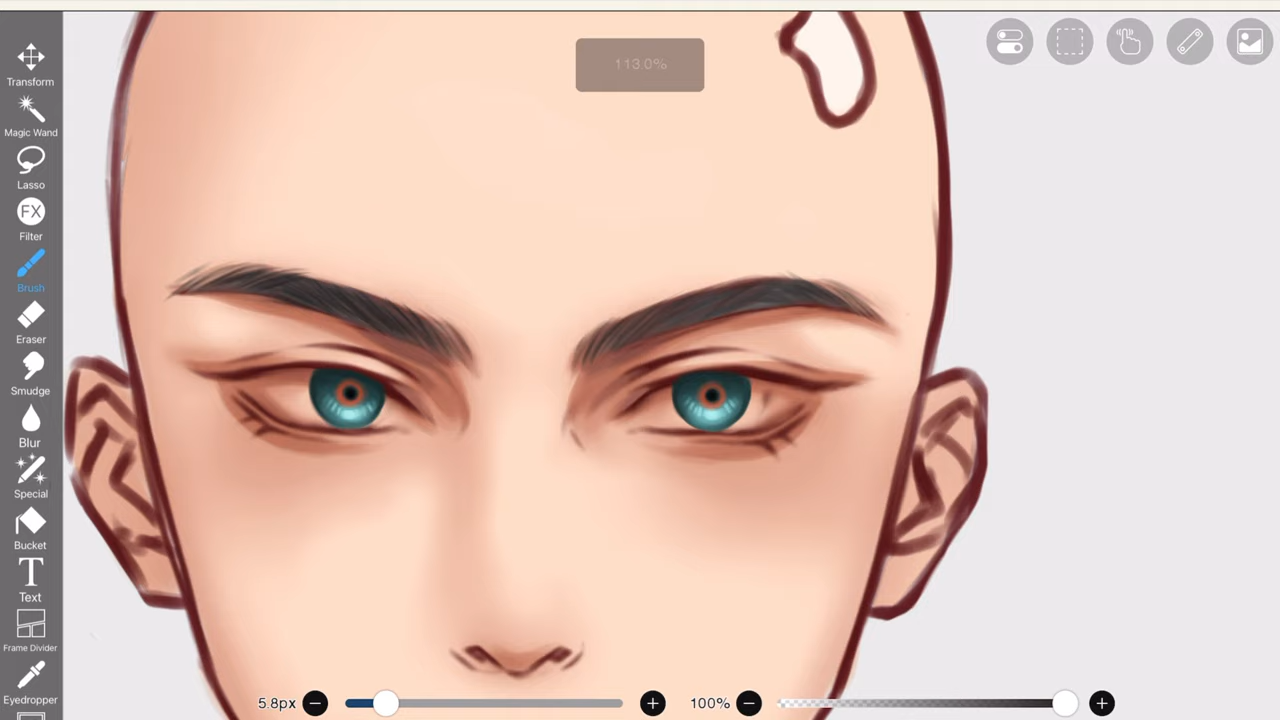 113.0%
Transform
Magic Wand
Lasso
FX
Filter
Brush
Eraser
Smudge
Blur
Special
Bucket
T
Text
Frame Divider
Eyedropper
5.8px
100%